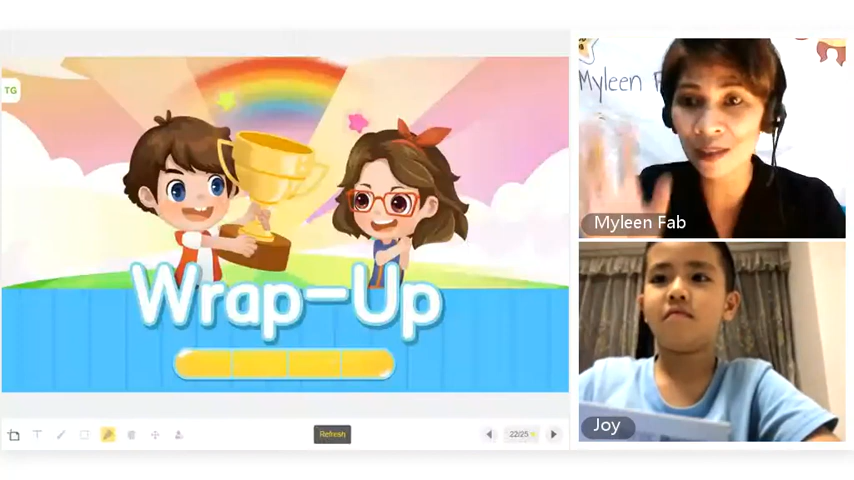 TG
Wrap-Up
Refresh
22/25
Myleen F
Myleen Fab
Joy